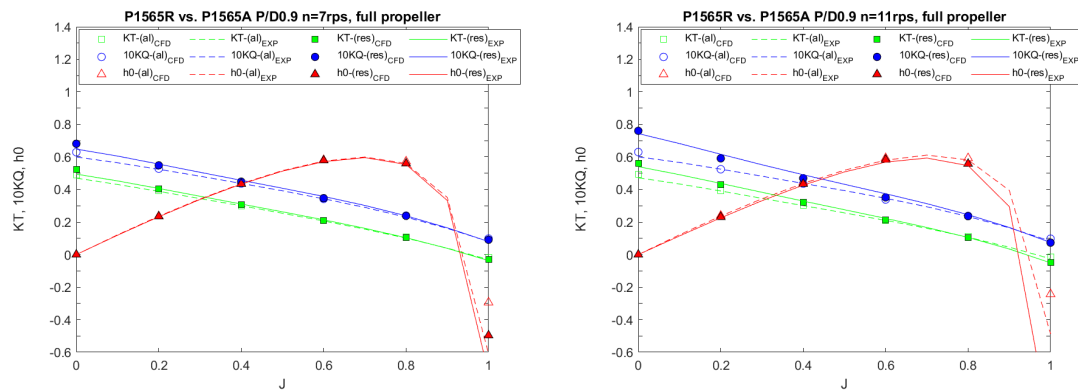 P1565R vs. P1565A P/D0.9 n=7rps, full propeller
KT-(al)CFD KT-(al)EXP KT-(res)CFD KT-(res)EXP
10KQ-(al)CFD 10KQ-(al)EXP 10KQ-(res)CFD 10KQ-(res)EXP
h0-(al)CFD h0-(al)EXP h0-(res)CFD h0-(res)EXP
1.4
1.2
1
0.8
0.6
0.4
0.2
0
0.2
0.4
0.6
KT, 10KQ, h0
0 0.2 0.4 0.6 0.8 1
J
P1565R vs. P1565A P/D0.9 n=11rps, full propeller
KT-(al)CFD KT-(al)EXP KT-(res)CFD KT-(res)EXP
10KQ-(al)CFD 10KQ-(al)EXP 10KQ-(res)CFD 10KQ-(res)EXP
h0-(al)CFD h0-(al)EXP h0-(res)CFD h0-(res)EXP
1.4
1.2
1
0.8
0.6
0.4
0.2
0
-0.2
-0.4
-0.6
KT, 10KQ, h0
0 0.2 0.4 0.6 0.8 1
J